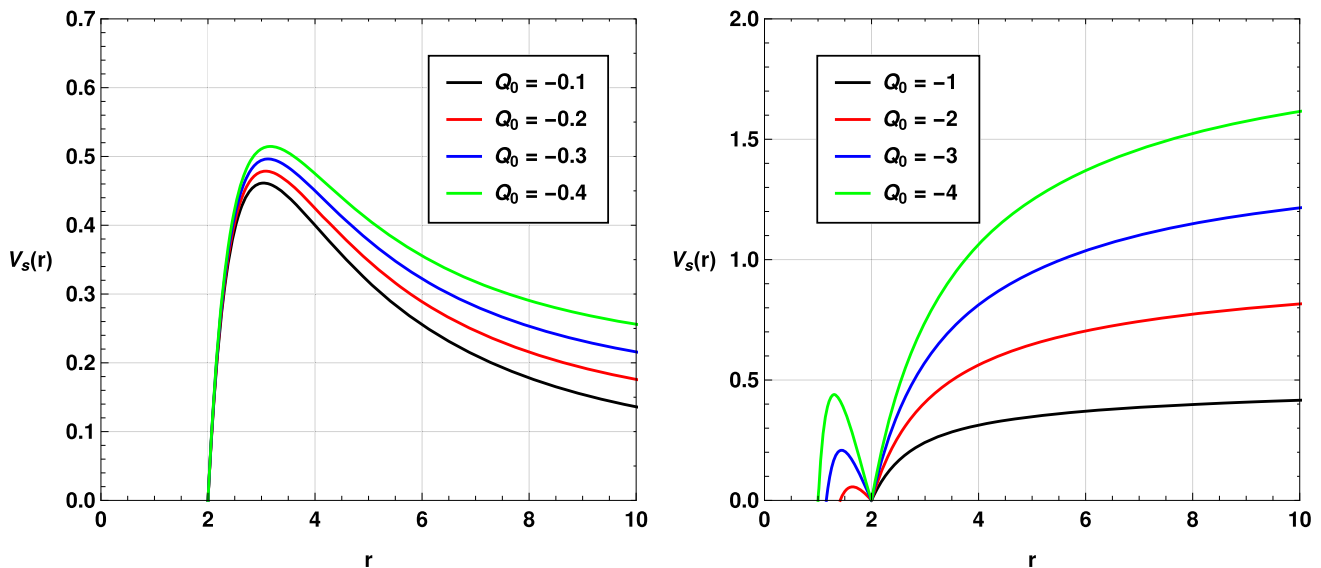 0.7
0.6
0.5
0.4
0.3
0.2
0.1
0.0
Vs(r)
0 2 4 6 8 10
r
Q0 = −0.1
Q0 = −0.2
Q0 = −0.3
Q0 = −0.4
2.0
1.5
1.0
0.5
0.0
Vs(r)
0 2 4 6 8 10
r
Q0 = −1
Q0 = −2
Q0 = −3
Q0 = −4